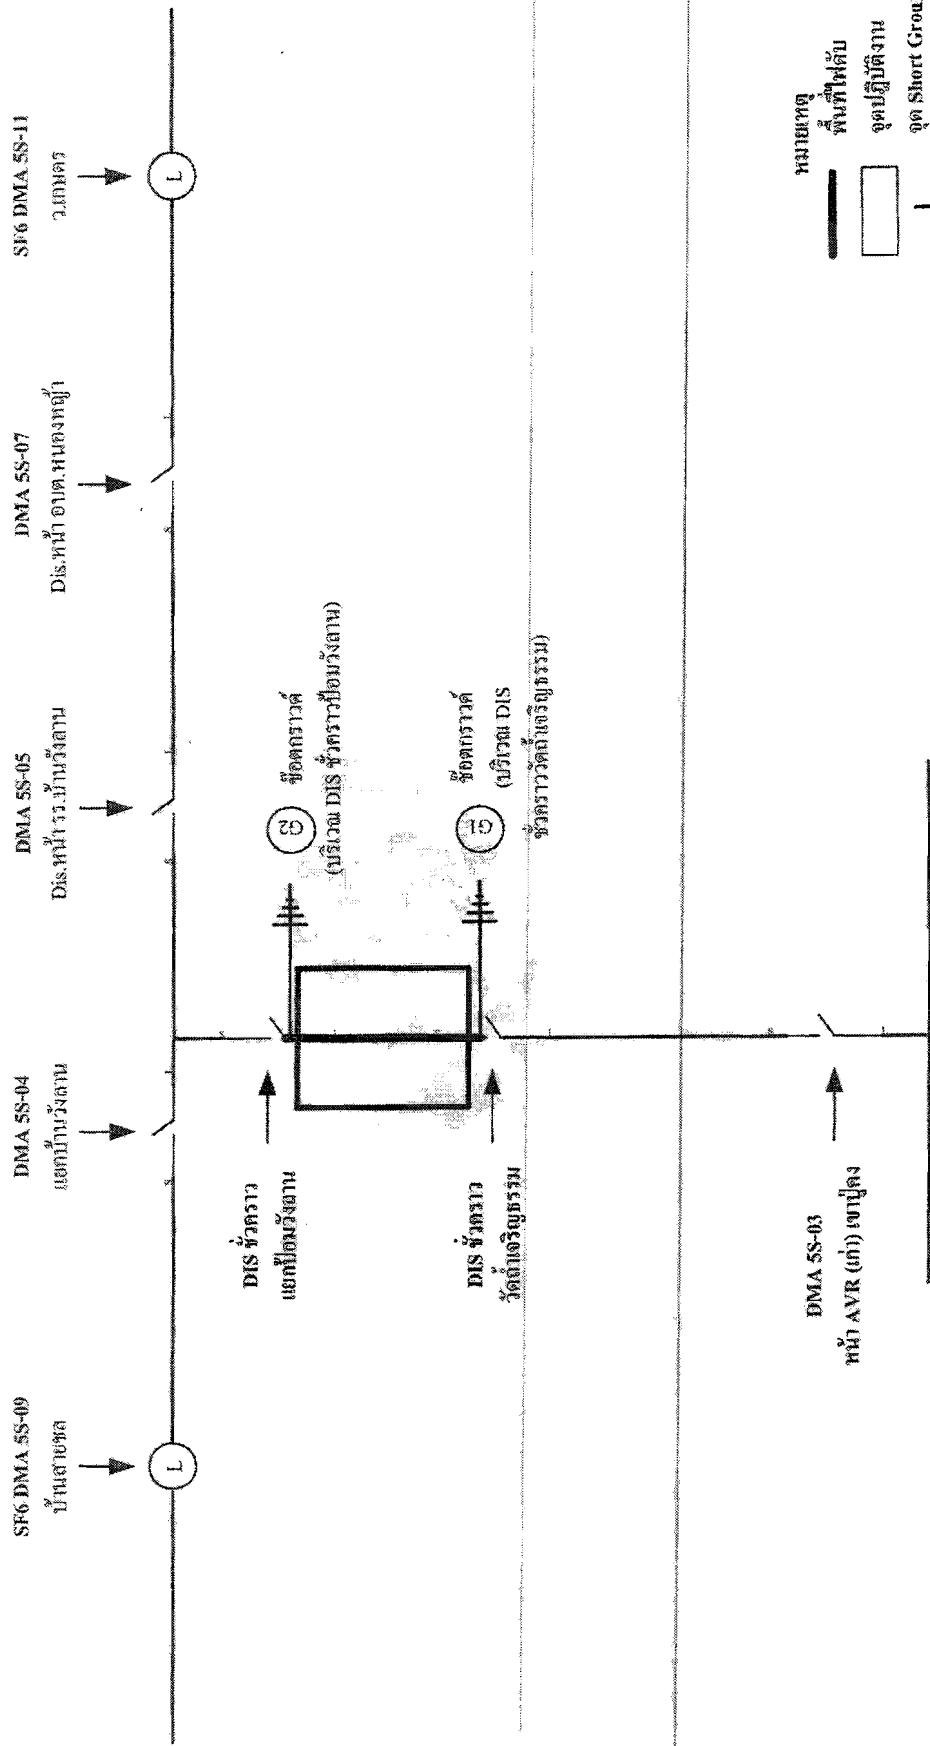 SF6 DMA 5S-09
บ้านสายชล
DMA 5S-04
แยกบ้านวังลาน
DMA 5S-05
Dis.หน้า รร.บ้านวังลาน
DMA 5S-07
Dis.หน้า อบต.หนองหญ้า
SF6 DMA 5S-11
ว.เกษตร
L
L
DIS ชั่วคราว
แยกป้อมวังลาน
G2
ช๊อตกราวด์
(บริเวณ DIS ชั่วคราวป้อมวังลาน)
DIS ชั่วคราว
วัดถ้ำเจริญธรรม
G1
ช๊อตกราวด์
(บริเวณ DIS
ชั่วคราววัดถ้ำเจริญธรรม)
DMA 5S-03
หน้า AVR (เก่า) เขาปู่คง
หมายเหตุ
พื้นที่ไฟดับ
จุดปฏิบัติงาน
จุด Short Grou